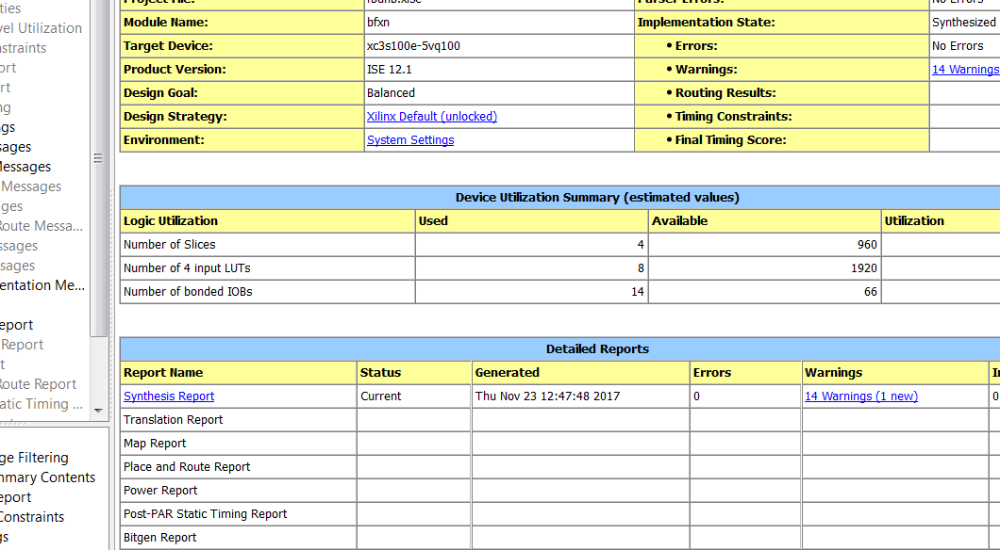 ties
Project File: fbdfib.xise Parser Errors: No Errors
Module Name: bfxn Implementation State: Synthesized
vel Utilization
Target Device: xc3s100e-5vq100 • Errors: No Errors
nstraints
Product Version: ISE 12.1 • Warnings: 14 Warnings
ort
Design Goal: Balanced • Routing Results:
rt
Design Strategy: Xilinx Default (unlocked) • Timing Constraints:
ng
Environment: System Settings • Final Timing Score:
ngs
sages
Messages
Messages
ges
Route Messa...
ssages
sages
entation Me...
eport
Report
t
Route Report
atic Timing ...
Device Utilization Summary (estimated values)
Logic Utilization Used Available Utilization
Number of Slices 4 960
Number of 4 input LUTs 8 1920
Number of bonded IOBs 14 66
Detailed Reports
Report Name Status Generated Errors Warnings I
Synthesis Report Current Thu Nov 23 12:47:48 2017 0 14 Warnings (1 new) 0
Translation Report
Map Report
Place and Route Report
Power Report
Post-PAR Static Timing Report
Bitgen Report
ge Filtering
mmary Contents
eport
Constraints
gs